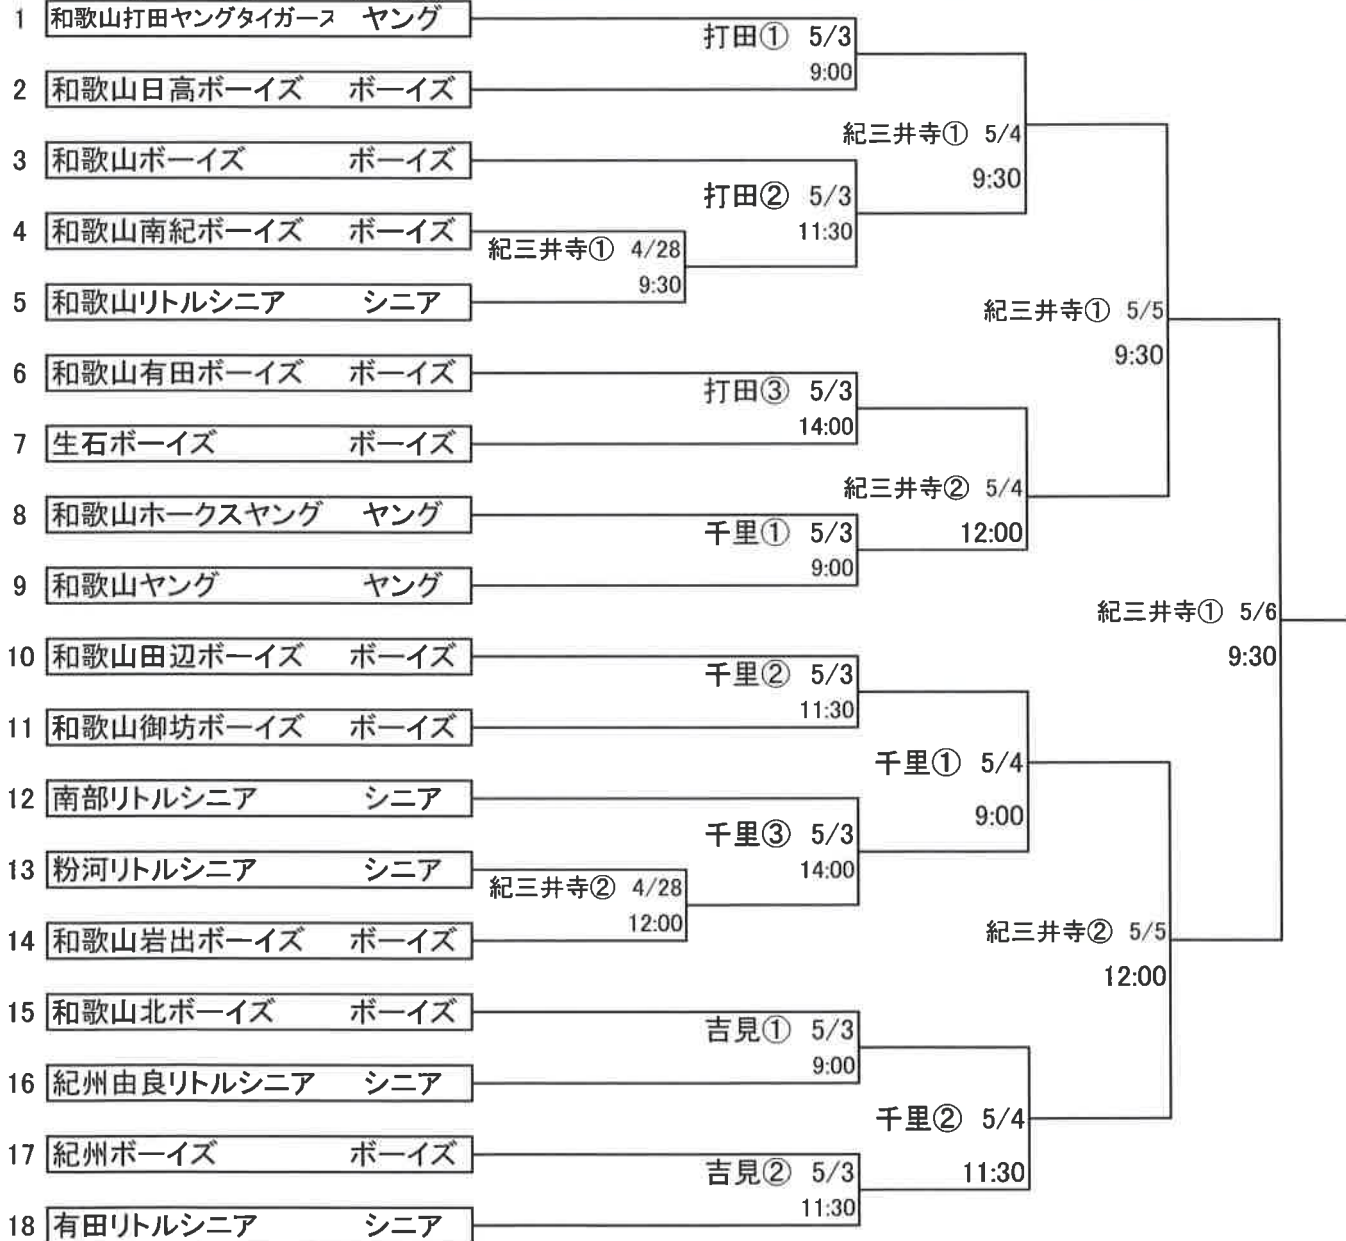 1 和歌山打田ヤングタイガース ヤング
打田① 5/3
9:00
2 和歌山日高ボーイズ ボーイズ
紀三井寺① 5/4
9:30
3 和歌山ボーイズ ボーイズ
打田② 5/3
11:30
4 和歌山南紀ボーイズ ボーイズ
紀三井寺① 4/28
9:30
5 和歌山リトルシニア シニア
紀三井寺① 5/5
9:30
6 和歌山有田ボーイズ ボーイズ
打田③ 5/3
14:00
7 生石ボーイズ ボーイズ
紀三井寺② 5/4
12:00
8 和歌山ホークスヤング ヤング
千里① 5/3
9:00
9 和歌山ヤング ヤング
紀三井寺① 5/6
9:30
10 和歌山田辺ボーイズ ボーイズ
千里② 5/3
11:30
11 和歌山御坊ボーイズ ボーイズ
千里① 5/4
9:00
12 南部リトルシニア シニア
千里③ 5/3
14:00
13 粉河リトルシニア シニア
紀三井寺② 4/28
12:00
14 和歌山岩出ボーイズ ボーイズ
紀三井寺② 5/5
12:00
15 和歌山北ボーイズ ボーイズ
吉見① 5/3
9:00
16 紀州由良リトルシニア シニア
千里② 5/4
11:30
17 紀州ボーイズ ボーイズ
吉見② 5/3
11:30
18 有田リトルシニア シニア